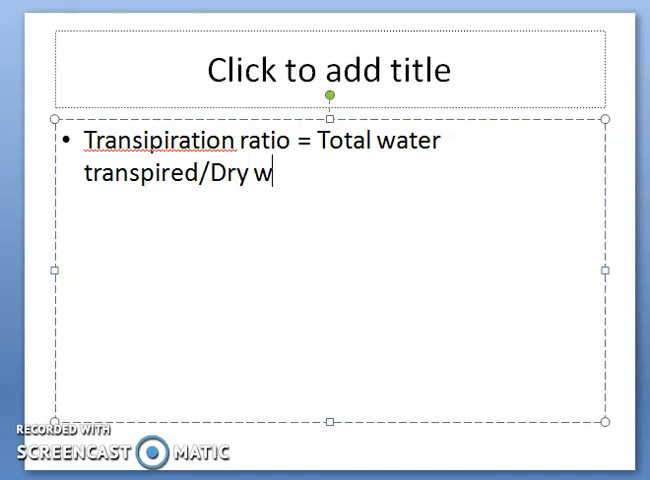 Click to add title
• Transipiration ratio = Total water
transpired/Dry w
RECORDED WITH
SCREENCAST MATIC